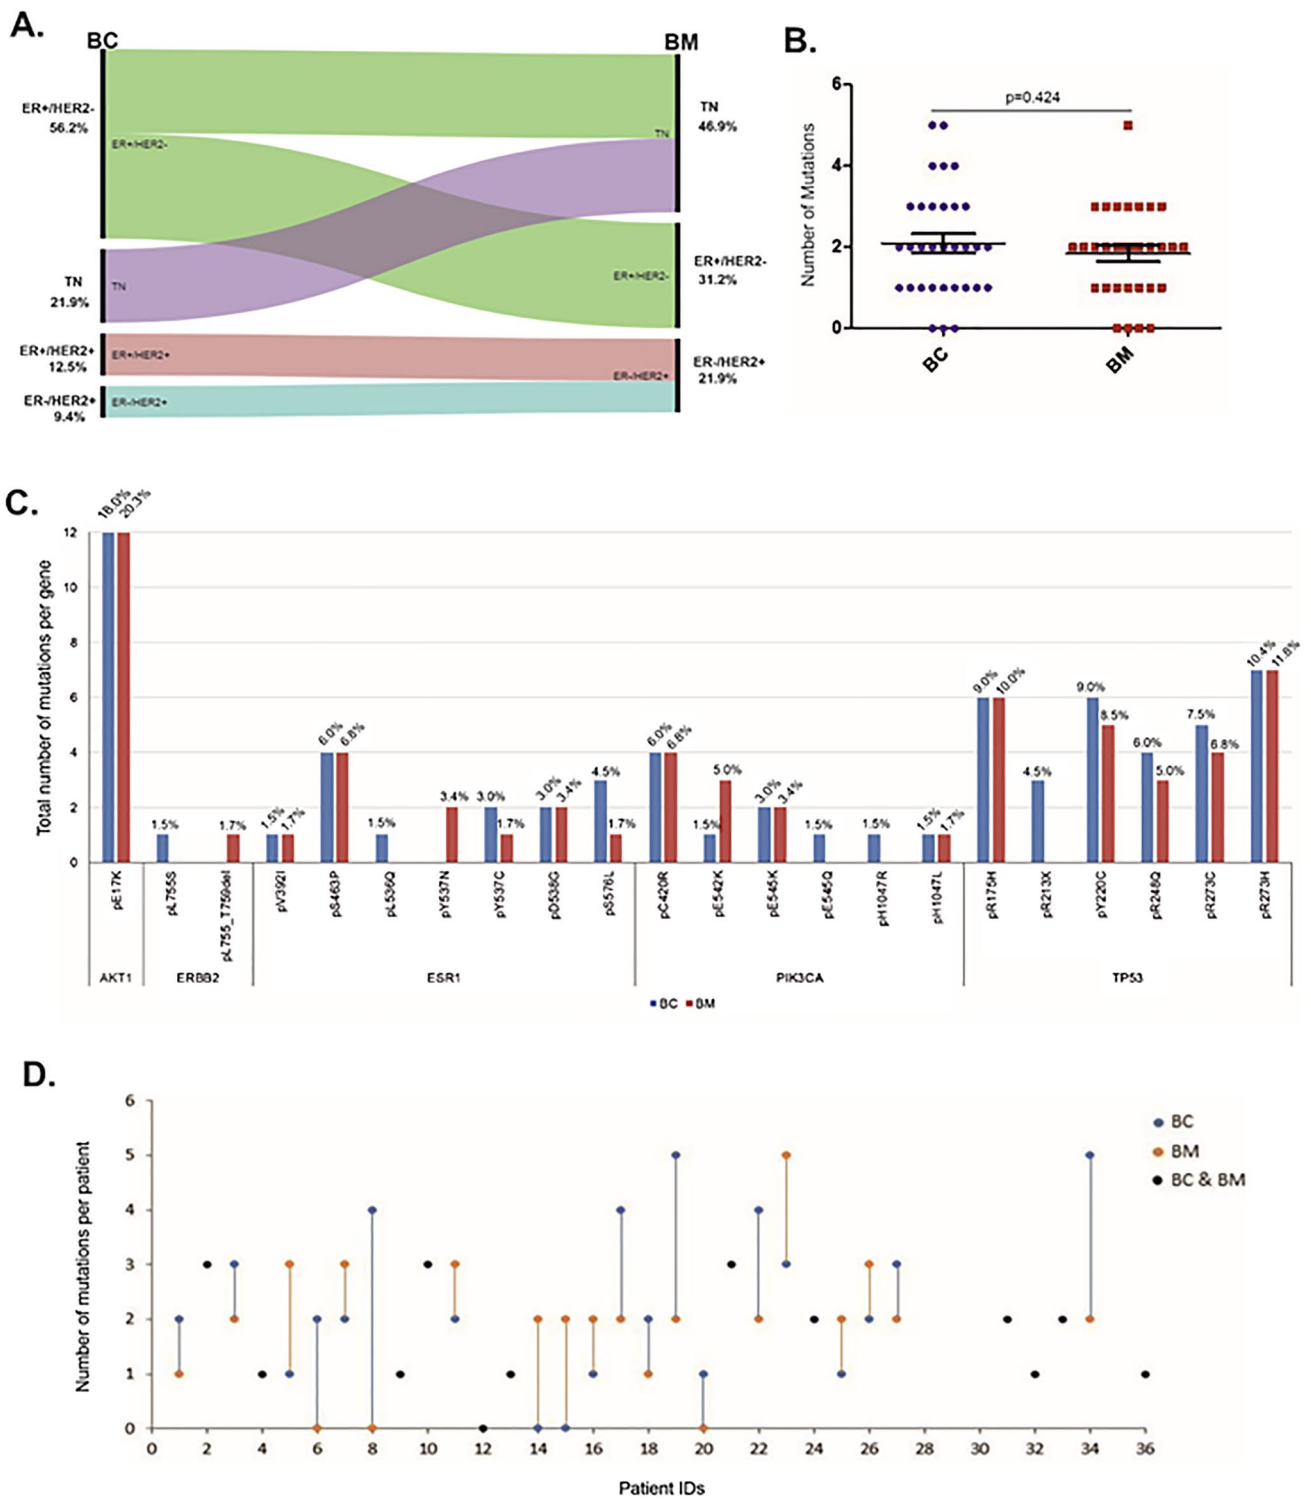 A.
BC
BM
ER+/HER2-
56.2%
ER+/HER2-
TN
21.9%
TN
ER+/HER2+
12.5%
ER+/HER2+
ER-/HER2+
9.4%
ER-/HER2+
TN
TN
46.9%
ER+/HER2-
ER+/HER2-
31.2%
ER-/HER2+
ER-/HER2+
21.9%
B.
p=0.424
Number of Mutations
6
4
2
0
BC
BM
C.
Total number of mutations per gene
12
10
8
6
4
2
0
18.0%
20.3%
1.5%
1.7%
1.5%
1.7%
6.0%
6.8%
1.5%
3.4%
3.0%
1.7%
3.0%
3.4%
4.5%
1.7%
6.0%
6.8%
1.5%
5.0%
3.0%
3.4%
1.5%
1.5%
1.5%
1.7%
9.0%
10.0%
4.5%
9.0%
8.5%
6.0%
5.0%
7.5%
6.8%
10.4%
11.8%
pE17K
pL755S
pL755_T759del
pV392I
pS463P
pL536Q
pY537N
pY537C
pD538G
pS576L
pC420R
pE542K
pE545K
pE545Q
pH1047R
pH1047L
pR175H
pR213X
pY220C
pR248Q
pR273C
pR273H
AKT1
ERBB2
ESR1
PIK3CA
TP53
BC BM
D.
Number of mutations per patient
6
5
4
3
2
1
0
0 2 4 6 8 10 12 14 16 18 20 22 24 26 28 30 32 34 36
Patient IDs
BC
BM
BC & BM